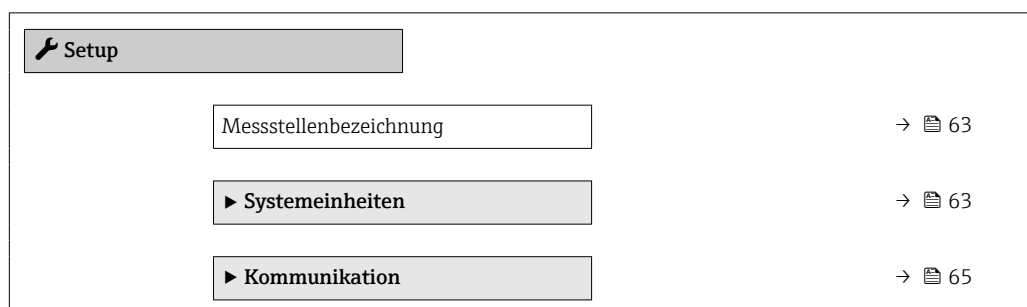 Setup
Messstellenbezeichnung → 63
▶ Systemeinheiten → 63
▶ Kommunikation → 65